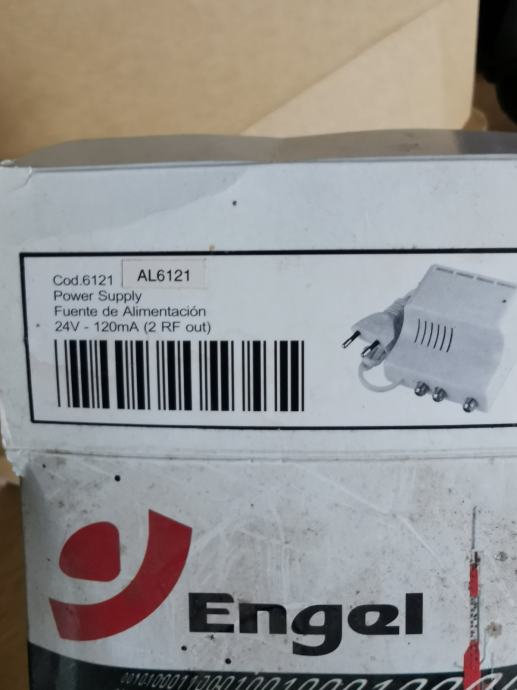 Cod.6121 AL6121
Power Supply
Fuente de Alimentación
24V - 120mA (2 RF out)
Engel